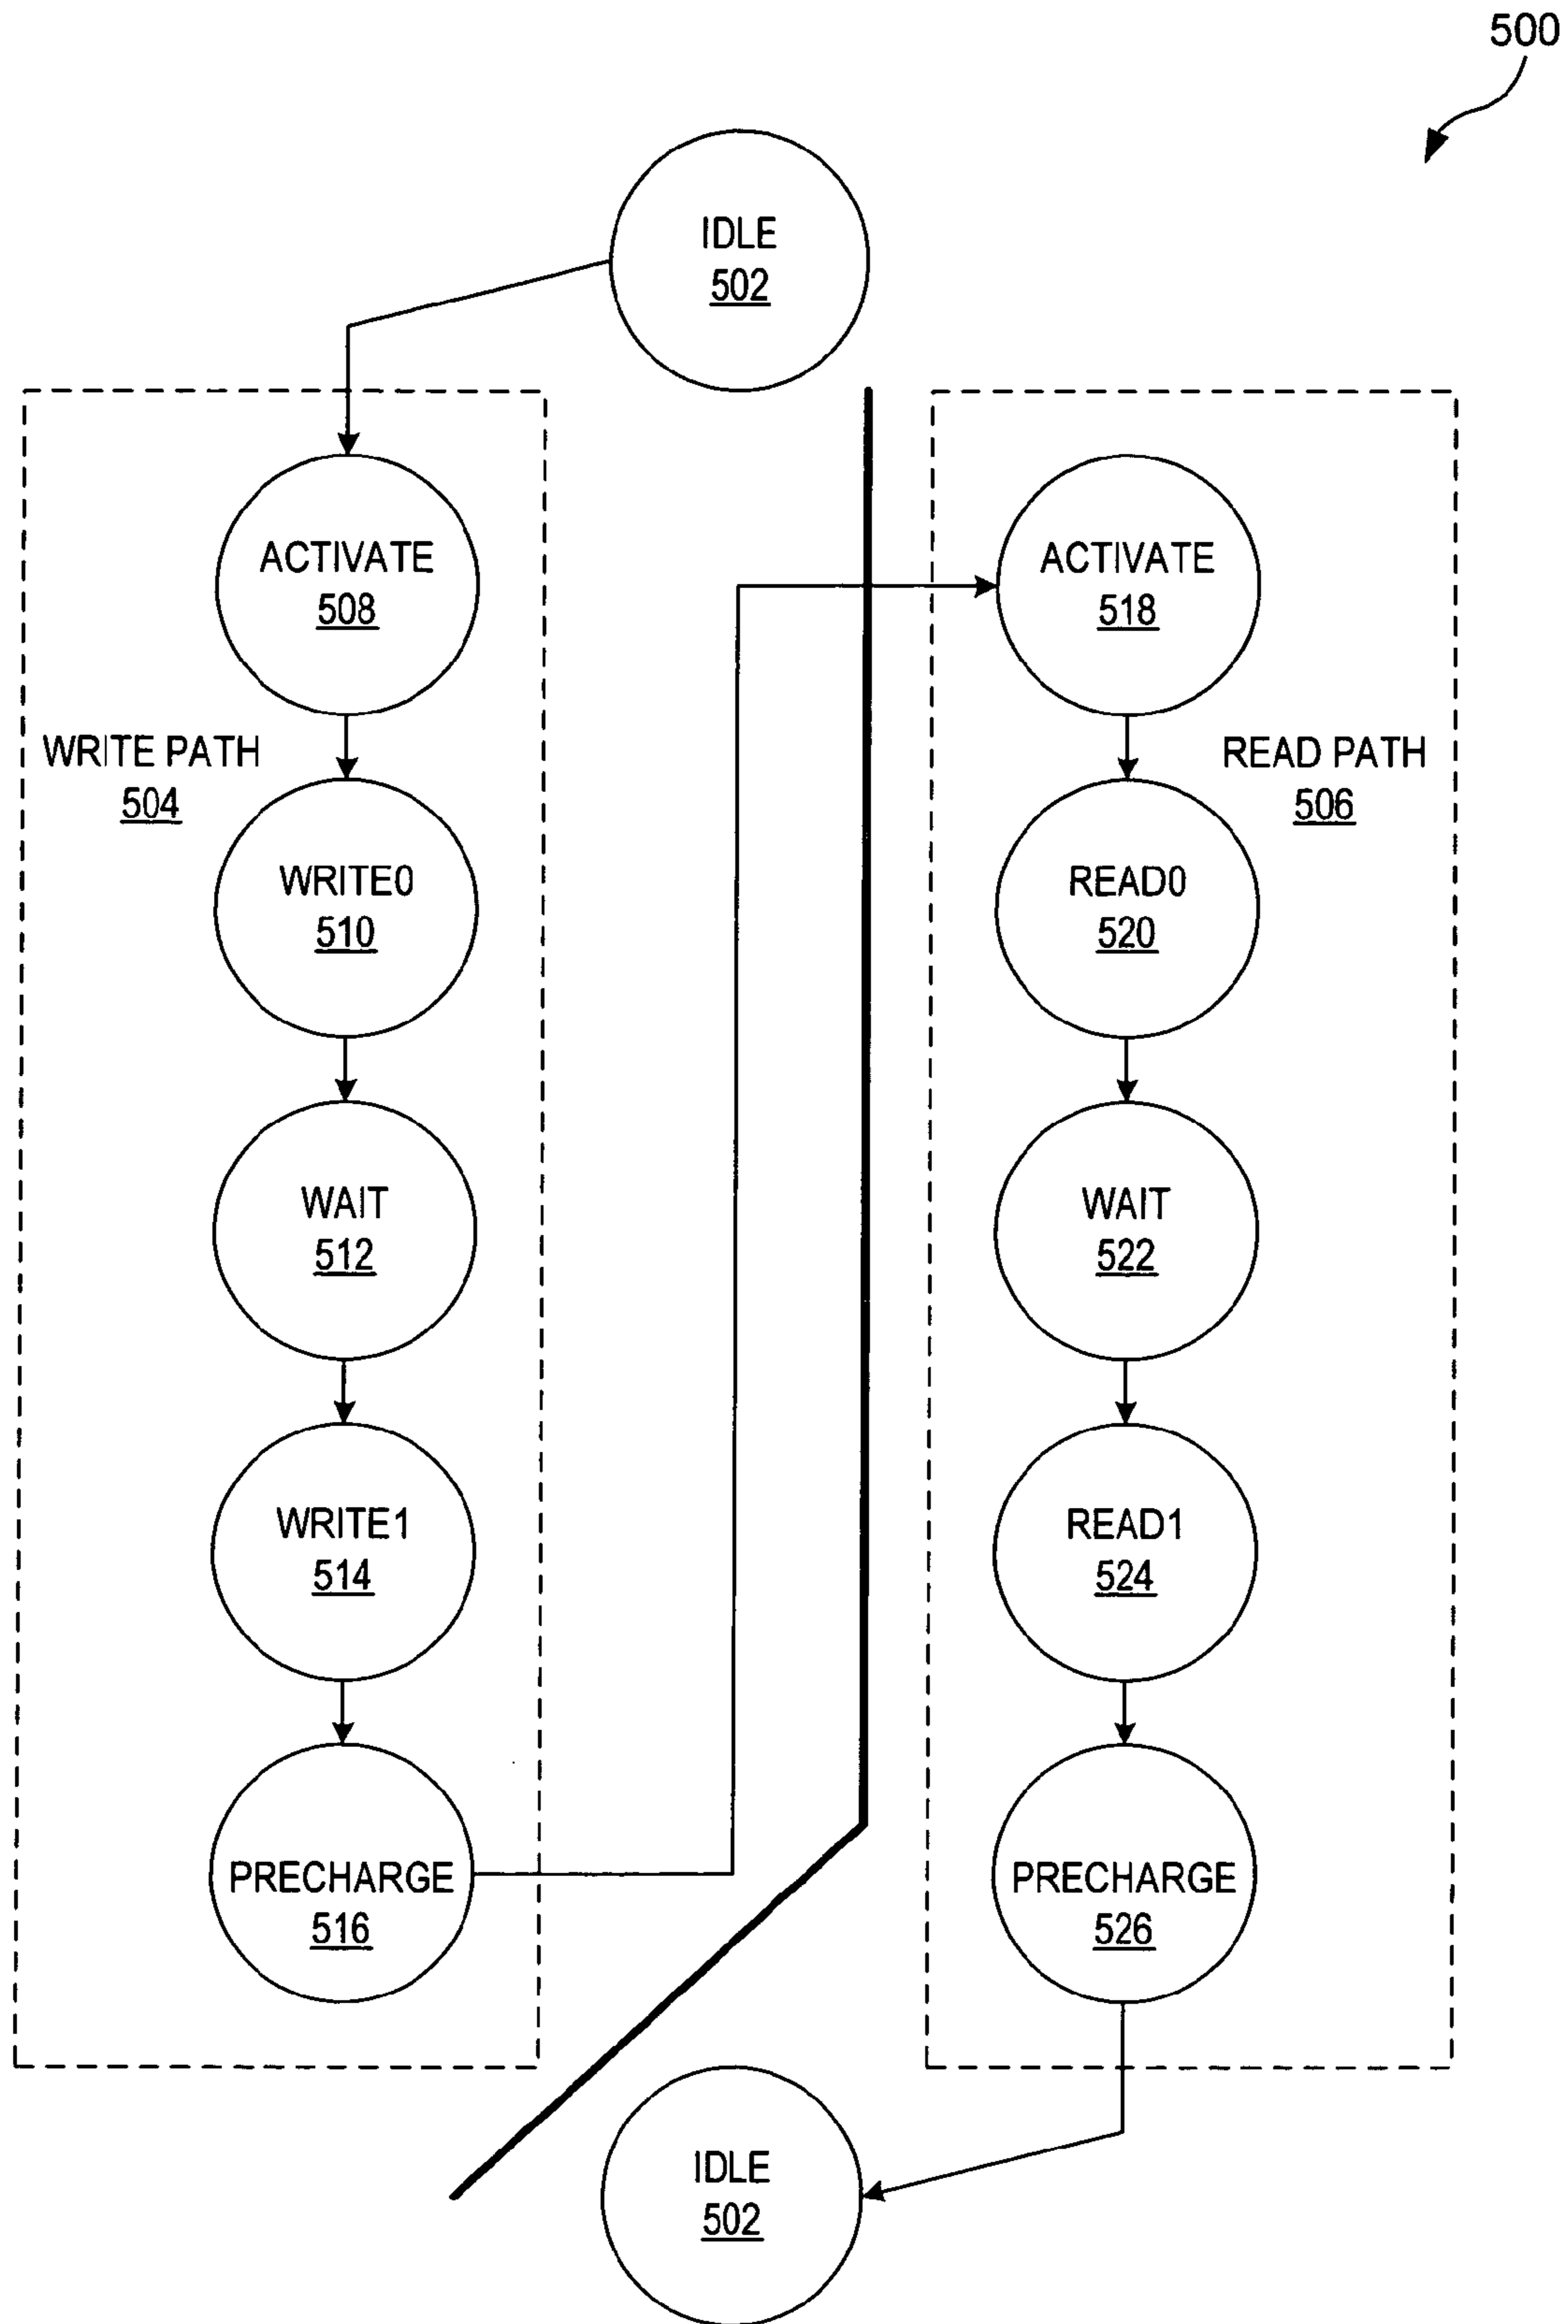 500
IDLE
502
ACTIVATE
508
WRITE PATH
504
WRITE0
510
WAIT
512
WRITE1
514
PRECHARGE
516
ACTIVATE
518
READ PATH
506
READ0
520
WAIT
522
READ1
524
PRECHARGE
526
IDLE
502